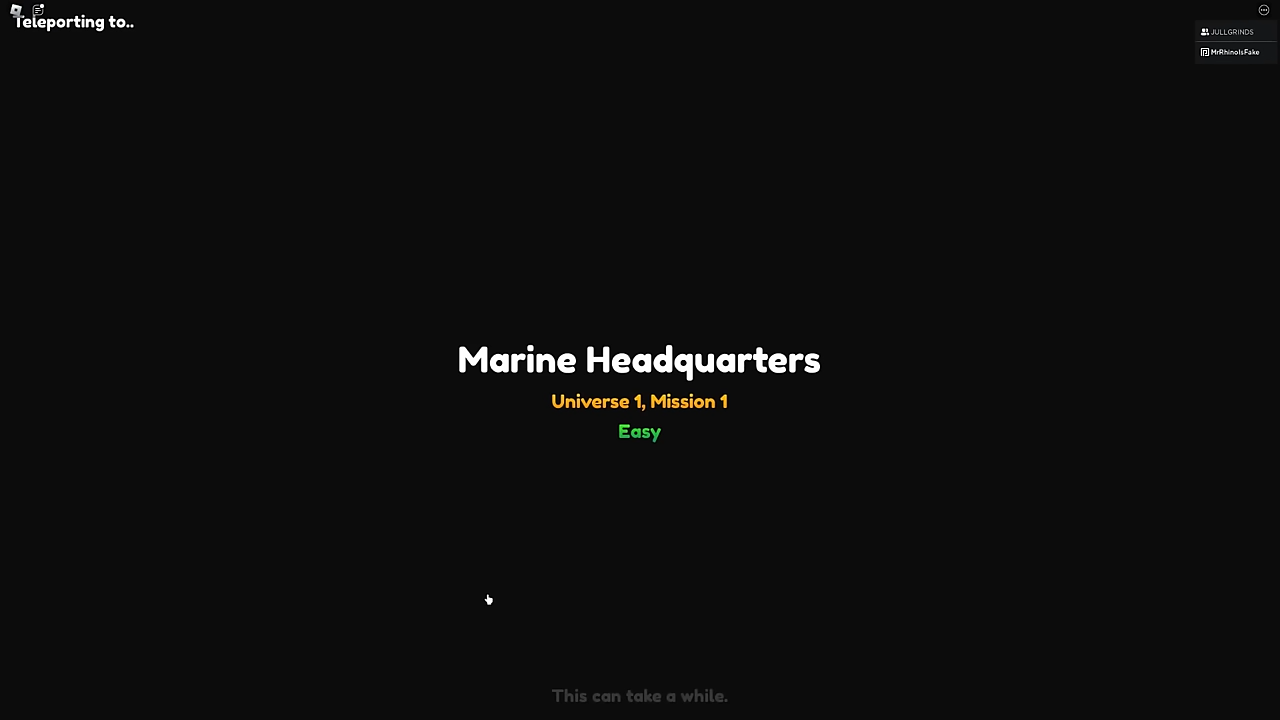 Teleporting to..
JULLGRINDS
MrRhinoIsFake
Marine Headquarters
Universe 1, Mission 1
Easy
This can take a while.